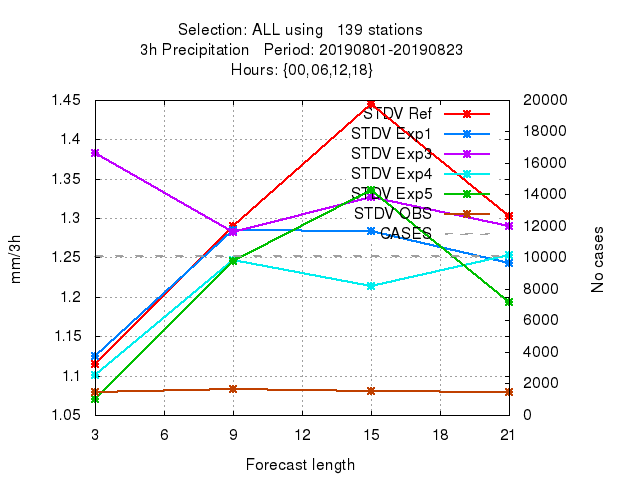 Selection: ALL using   139 stations
3h Precipitation   Period: 20190801-20190823
Hours: {00,06,12,18}
1.45
1.4
1.35
1.3
1.25
1.2
1.15
1.1
1.05
mm/3h
STDV Ref
STDV Exp1
STDV Exp3
STDV Exp4
STDV Exp5
STDV OBS
CASES
20000
18000
16000
14000
12000
10000
8000
6000
4000
2000
0
No cases
3 6 9 12 15 18 21
Forecast length